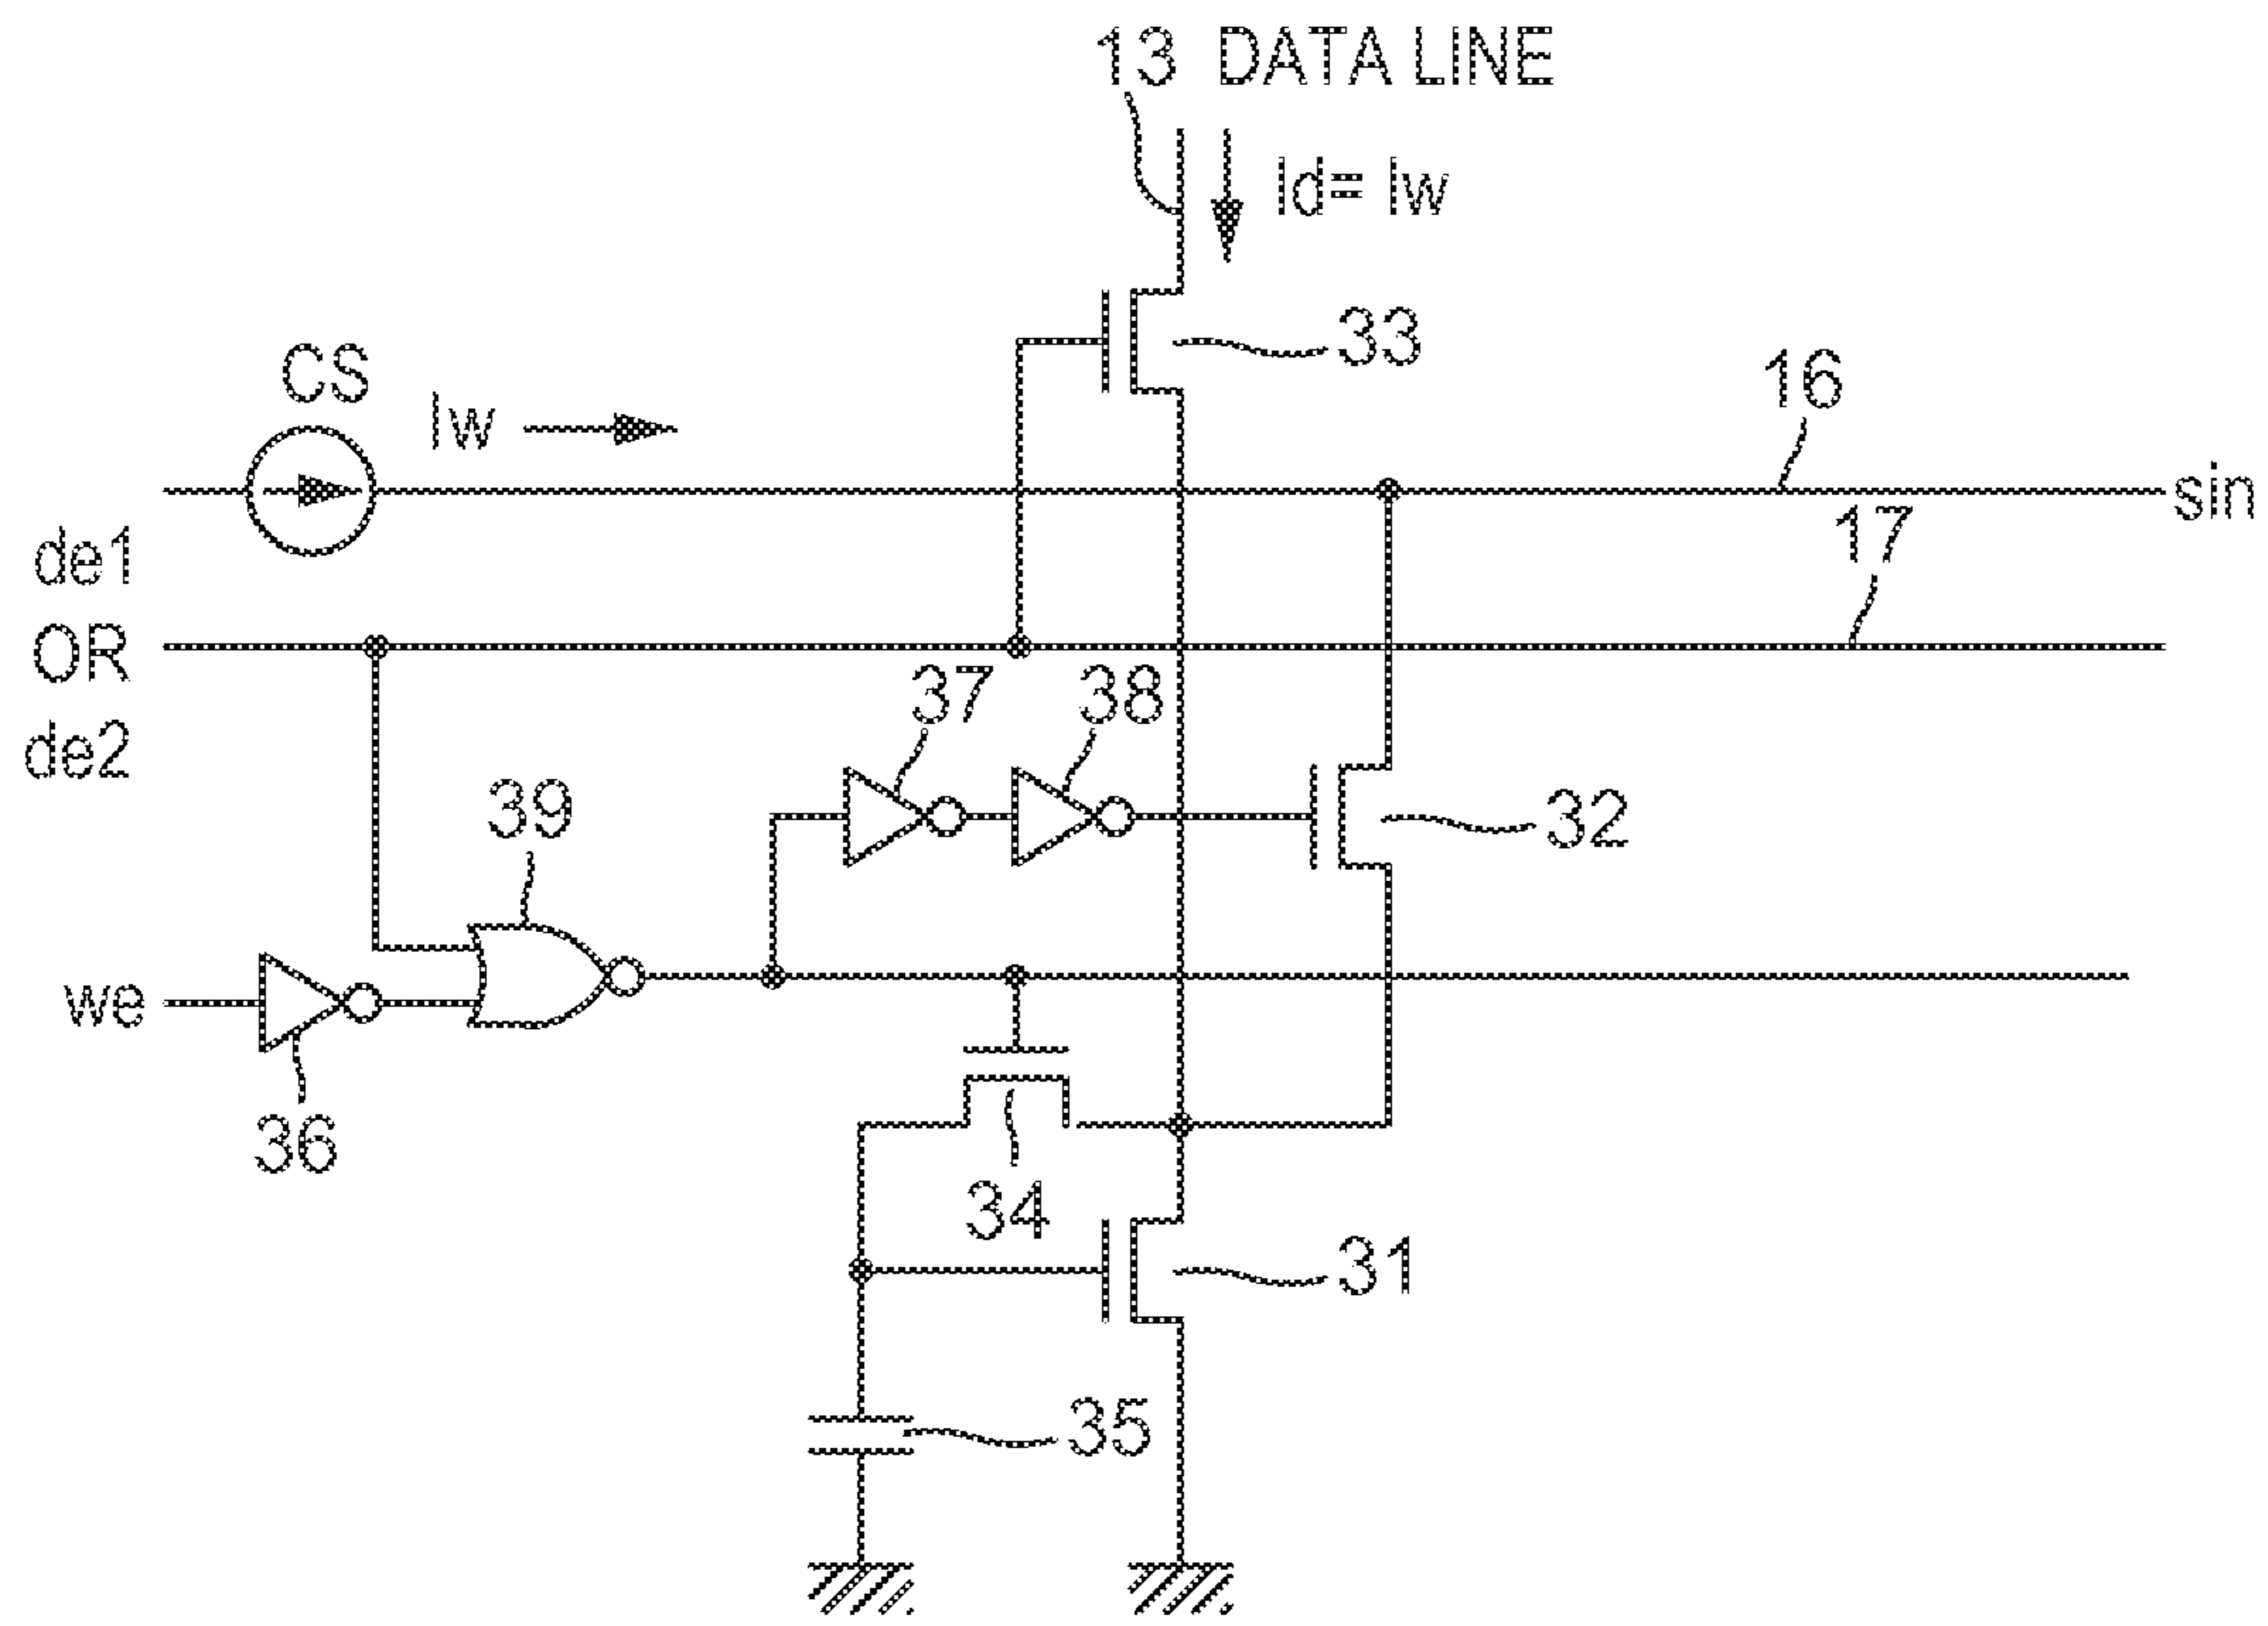 13 DATA LINE
Id= Iw
33
CS
Iw
16
sin
de1
17
OR
37
38
de2
39
32
we
36
34
31
35